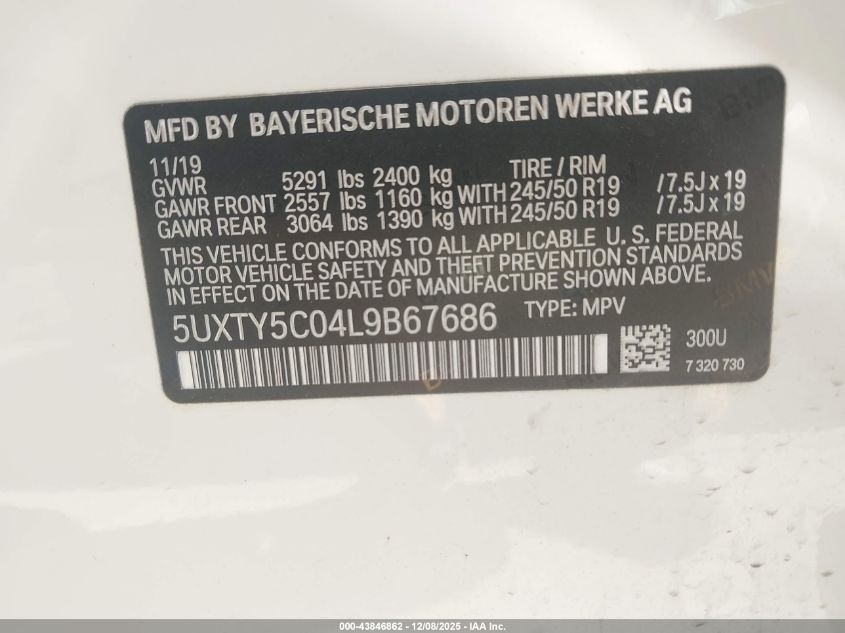 MFD BY BAYERISCHE MOTOREN WERKE AG
11/19 TIRE / RIM
GVWR 5291 lbs 2400 kg
GAWR FRONT 2557 lbs 1160 kg WITH 245/50 R19 /7.5J x 19
GAWR REAR 3064 lbs 1390 kg WITH 245/50 R19 /7.5J x 19
THIS VEHICLE CONFORMS TO ALL APPLICABLE U. S. FEDERAL
MOTOR VEHICLE SAFETY AND THEFT PREVENTION STANDARDS
IN EFFECT ON THE DATE OF MANUFACTURE SHOWN ABOVE.
5UXTY5C04L9B67686 TYPE: MPV
300U
7 320 730
000-43846862 - 12/08/2025 - IAA Inc.